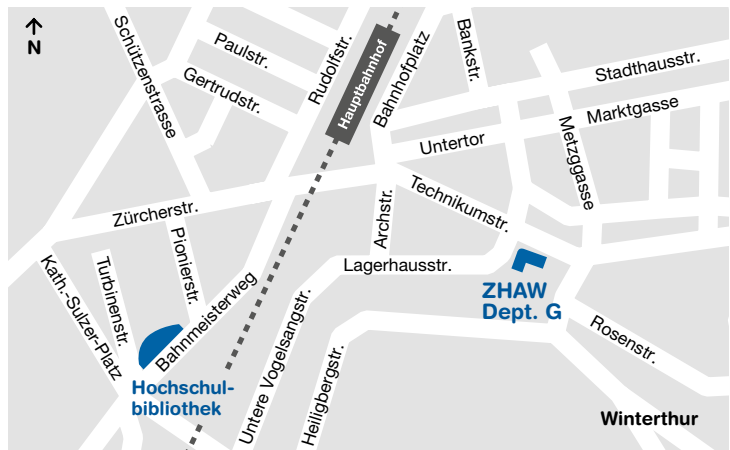 N
Schützenstrasse
Paulstr.
Gertrudstr.
Rudolfstr.
Hauptbahnhof
Bahnhofplatz
Bankstr.
Stadthausstr.
Marktgasse
Metzggasse
Untertor
Technikumstr.
Zürcherstr.
Pionierstr.
Archstr.
Lagerhausstr.
Turbinenstr.
Kath.-Sulzer-Platz
Bahnmeisterweg
ZHAW
Dept. G
Rosenstr.
Untere Vogelsangstr.
Heiligbergstr.
Hochschul-
bibliothek
Winterthur